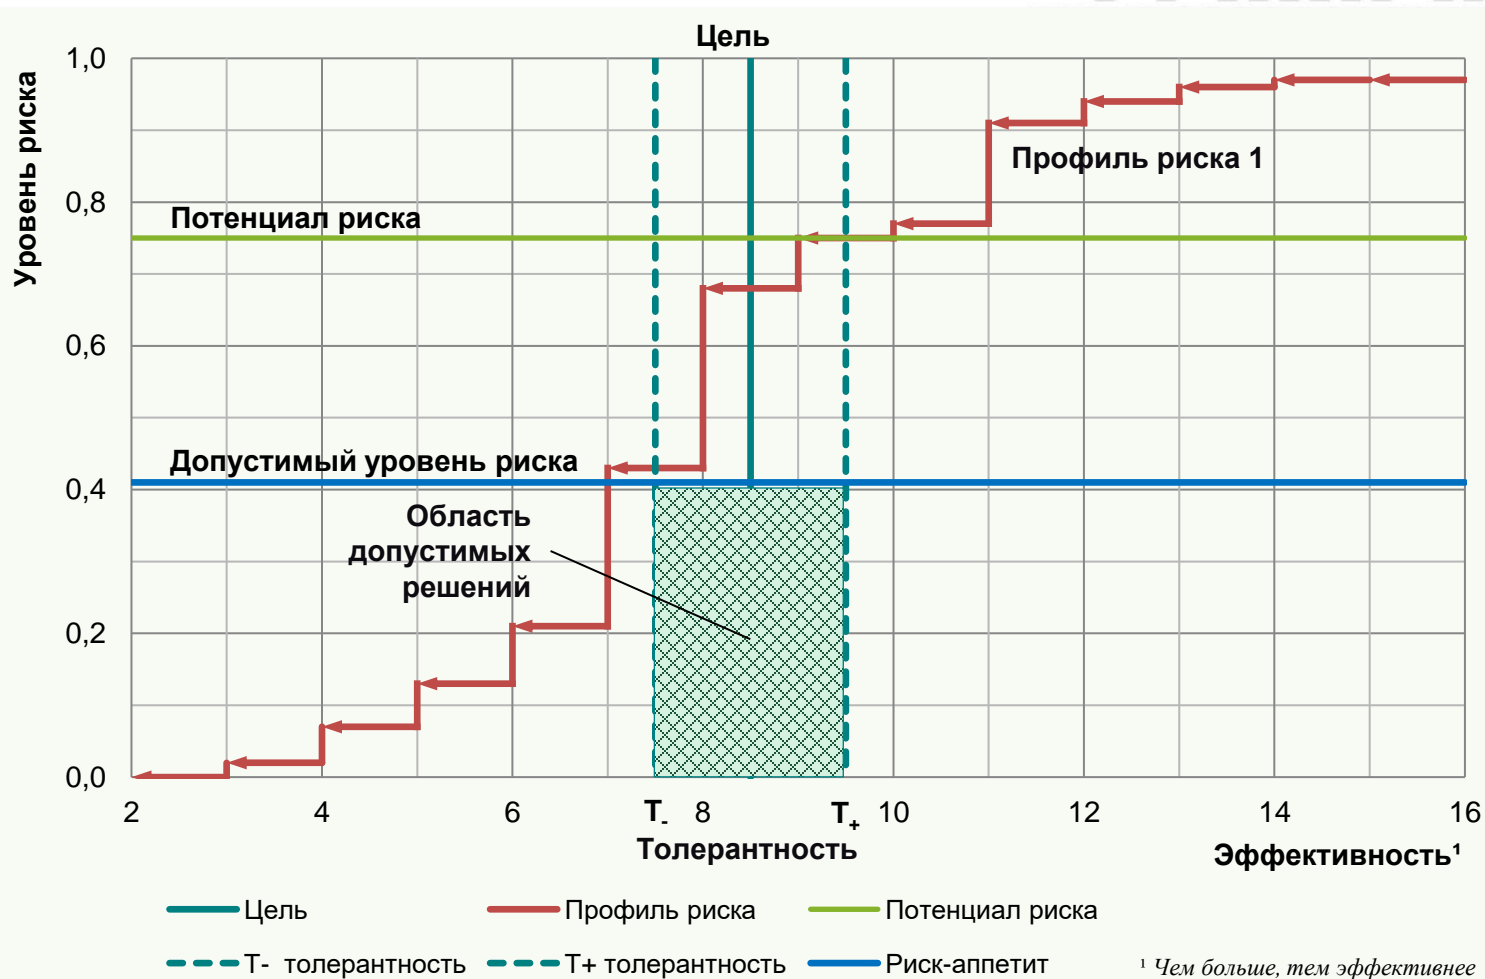 Цель
Уровень риска
1,0
0,8
0,6
0,4
0,2
0,0
Профиль риска 1
Потенциал риска
Допустимый уровень риска
Область
допустимых
решений
2 4 6 T- 8 T+ 10 12 14 16
Толерантность
Эффективность¹
Цель Профиль риска Потенциал риска
Т- толерантность Т+ толерантность Риск-аппетит
¹ Чем больше, тем эффективнее